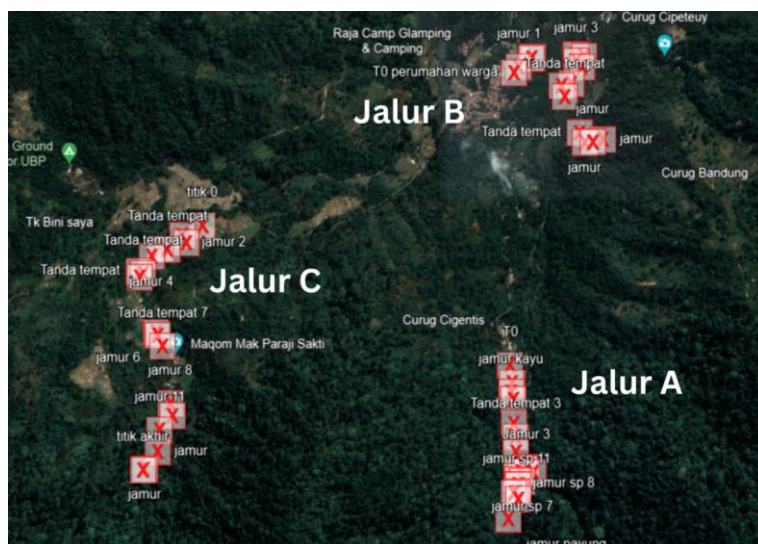 Curug Cipeteuy
Raja Camp Glamping
& Camping
jamur 1
jamur 3
T0 perumahan warga
Tanda tempat
Jalur B
jamur
Tanda tempat
jamur
jamur
Curug Bandung
Ground
or UBP
titik 0
Tk Bini saya
Tanda tempat
Tanda tempat
jamur 2
Tanda tempat
jamur 4
Jalur C
Tanda tempat 7
Maqom Mak Paraji Sakti
jamur 6
jamur 8
Curug Cigentis
T0
jamur kayu
Jalur A
Tanda tempat 3
jamur 11
Jamur 3
titik akhir
jamur
jamur sp 11
jamur sp 8
jamur
jamur sp 7
jamur payung